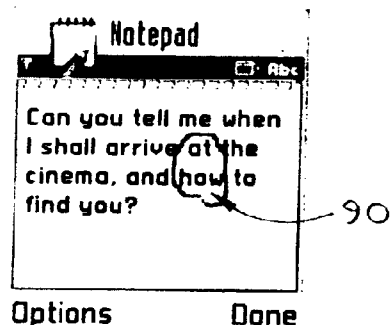 Notepad
Abc
Can you tell me when
I shall arrive at the
cinema, and how to
find you?
90
Options Done